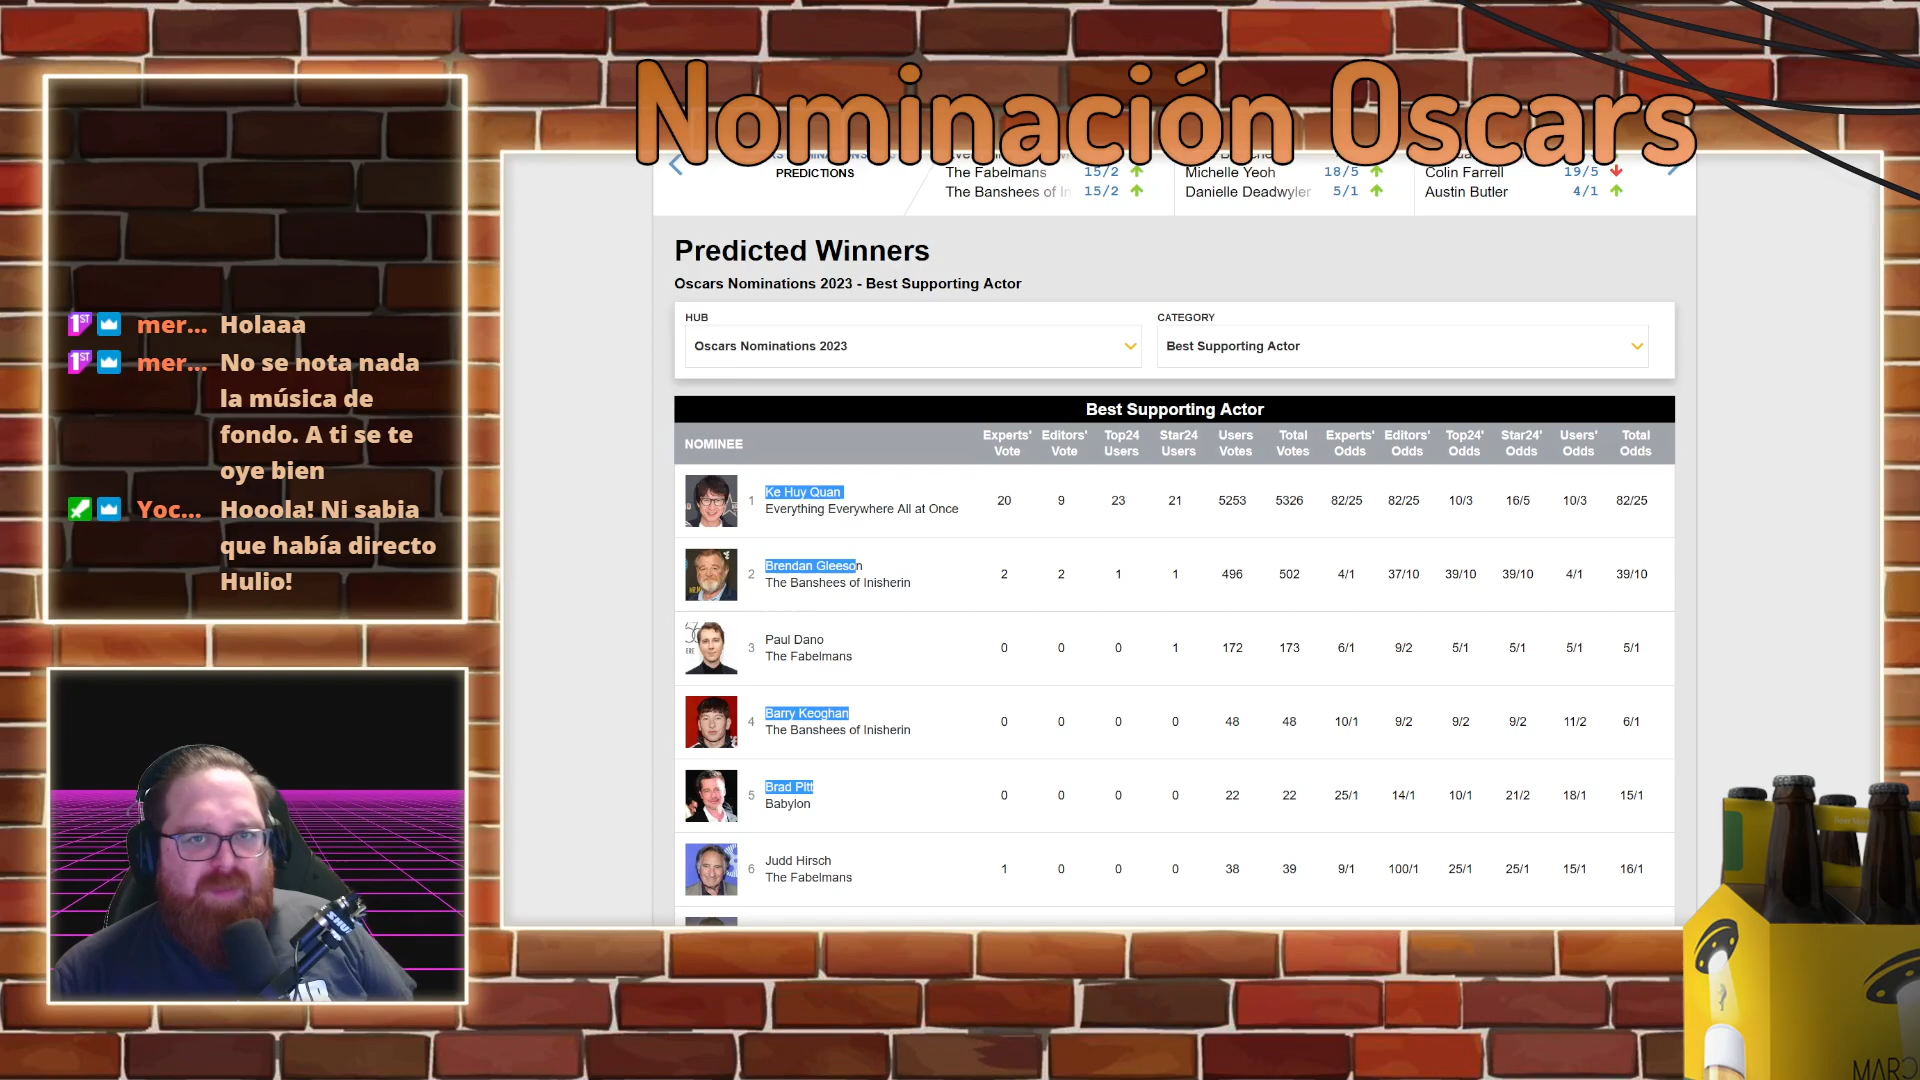 Nominación Oscars
PREDICTIONS
The Fabelmans 15/2
The Banshees of In 15/2
Michelle Yeoh 18/5
Danielle Deadwyler 5/1
Colin Farrell 19/5
Austin Butler 4/1
Predicted Winners
Oscars Nominations 2023 - Best Supporting Actor
HUB
Oscars Nominations 2023
CATEGORY
Best Supporting Actor
Best Supporting Actor
NOMINEE Experts' Vote Editors' Vote Top24 Users Star24 Users Users Votes Total Votes Experts' Odds Editors' Odds Top24' Odds Star24' Odds Users' Odds Total Odds
1 Ke Huy Quan
Everything Everywhere All at Once
20 9 23 21 5253 5326 82/25 82/25 10/3 16/5 10/3 82/25
2 Brendan Gleeson
The Banshees of Inisherin
2 2 1 1 496 502 4/1 37/10 39/10 39/10 4/1 39/10
3 Paul Dano
The Fabelmans
0 0 0 1 172 173 6/1 9/2 5/1 5/1 5/1 5/1
4 Barry Keoghan
The Banshees of Inisherin
0 0 0 0 48 48 10/1 9/2 9/2 9/2 11/2 6/1
5 Brad Pitt
Babylon
0 0 0 0 22 22 25/1 14/1 10/1 21/2 18/1 15/1
6 Judd Hirsch
The Fabelmans
1 0 0 0 38 39 9/1 100/1 25/1 25/1 15/1 16/1
1ST mer... Holaaa
1ST mer... No se nota nada
la música de
fondo. A ti se te
oye bien
Yoc... Hooola! Ni sabia
que había directo
Hulio!
SHURE